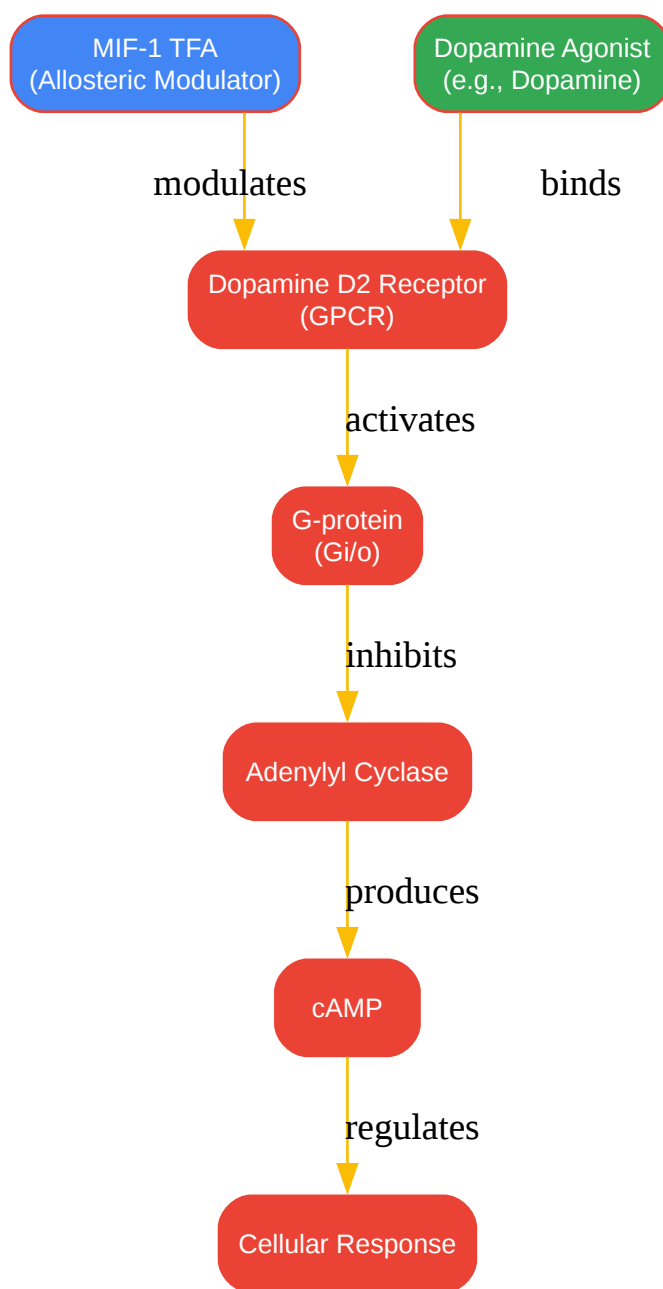 MIF-1 TFA
(Allosteric Modulator)
Dopamine Agonist
(e.g., Dopamine)
modulates
binds
Dopamine D2 Receptor
(GPCR)
activates
G-protein
(Gi/o)
inhibits
Adenylyl Cyclase
produces
cAMP
regulates
Cellular Response